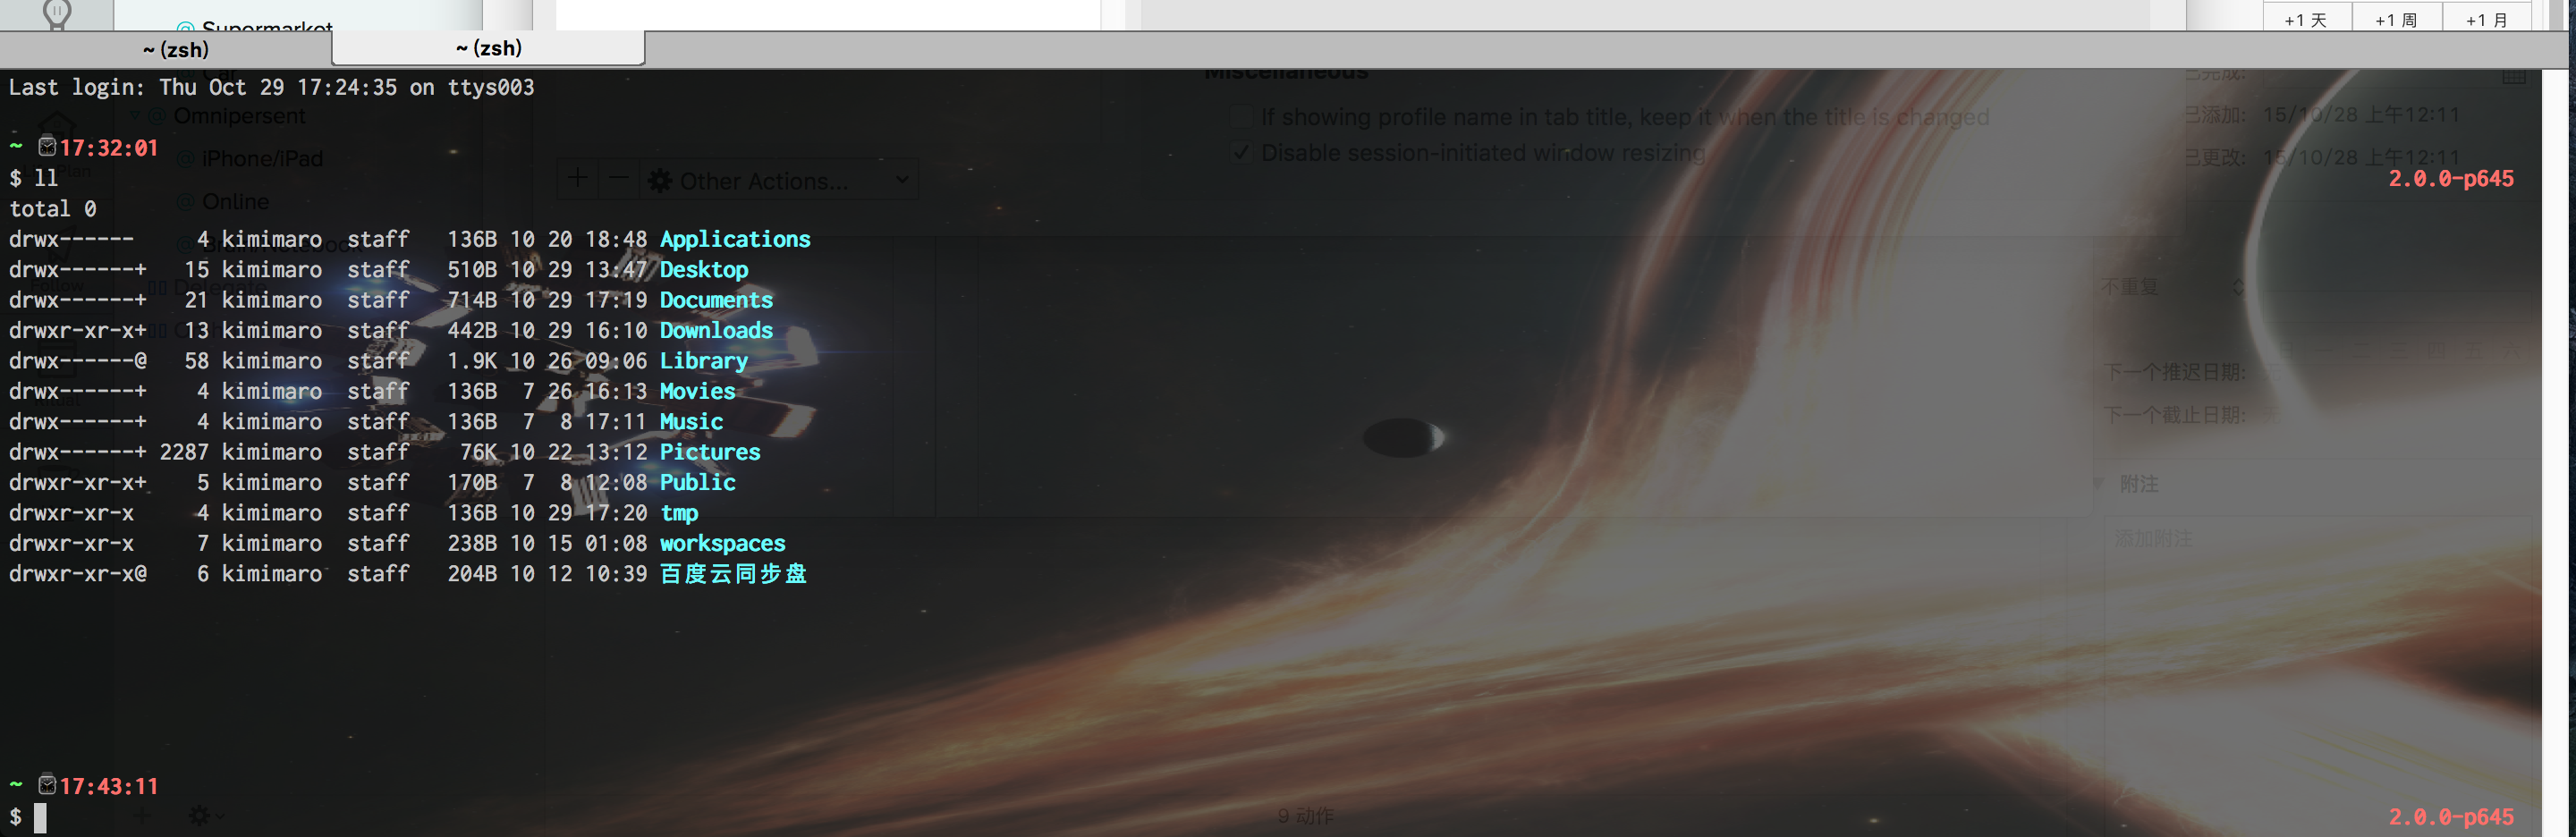 Supermarket
+1 天 +1 周 +1 月
~ (zsh) ~ (zsh)
Miscellaneous
已完成:
Last login: Thu Oct 29 17:24:35 on ttys003
Car
@ Omnipersent
If showing profile name in tab title, keep it when the title is changed
已添加: 15/10/28 上午12:11
~ 17:32:01
@ iPhone/iPad
Disable session-initiated window resizing
已更改: 15/10/28 上午12:11
$ ll
Other Actions...
2.0.0-p645
total 0
@ Online
drwx------ 4 kimimaro staff 136B 10 20 18:48 Applications
drwx------+ 15 kimimaro staff 510B 10 29 13:47 Desktop
不重复
drwx------+ 21 kimimaro staff 714B 10 29 17:19 Documents
drwxr-xr-x+ 13 kimimaro staff 442B 10 29 16:10 Downloads
drwx------@ 58 kimimaro staff 1.9K 10 26 09:06 Library
下一个推迟日期:
drwx------+ 4 kimimaro staff 136B 7 26 16:13 Movies
下一个截止日期:
drwx------+ 4 kimimaro staff 136B 7 8 17:11 Music
drwx------+ 2287 kimimaro staff 76K 10 22 13:12 Pictures
drwxr-xr-x+ 5 kimimaro staff 170B 7 8 12:08 Public
附注
drwxr-xr-x 4 kimimaro staff 136B 10 29 17:20 tmp
drwxr-xr-x 7 kimimaro staff 238B 10 15 01:08 workspaces
添加附注
drwxr-xr-x@ 6 kimimaro staff 204B 10 12 10:39 百度云同步盘
~ 17:43:11
$
9 动作
2.0.0-p645